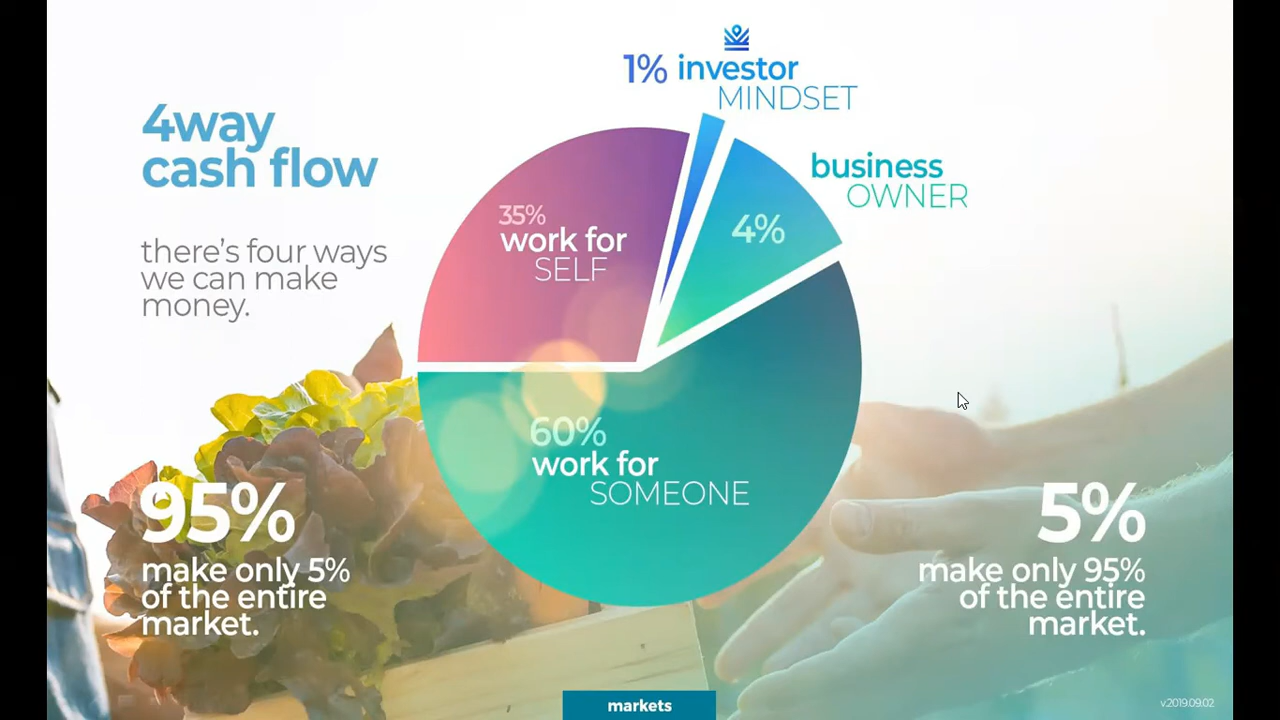 4way
cash flow
there's four ways
we can make
money.
1% investor
MINDSET
business
OWNER
4%
35%
work for
SELF
60%
work for
SOMEONE
95%
make only 5%
of the entire
market.
5%
make only 95%
of the entire
market.
markets
v2019.09.02